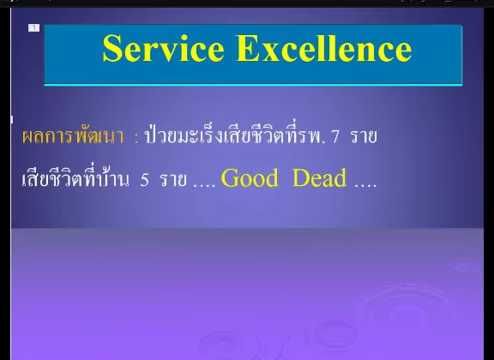 Service Excellence
ผลการพัฒนา : ป่วยมะเร็งเสียชีวิตที่รพ. 7 ราย
เสียชีวิตที่บ้าน 5 ราย .... Good Dead ....